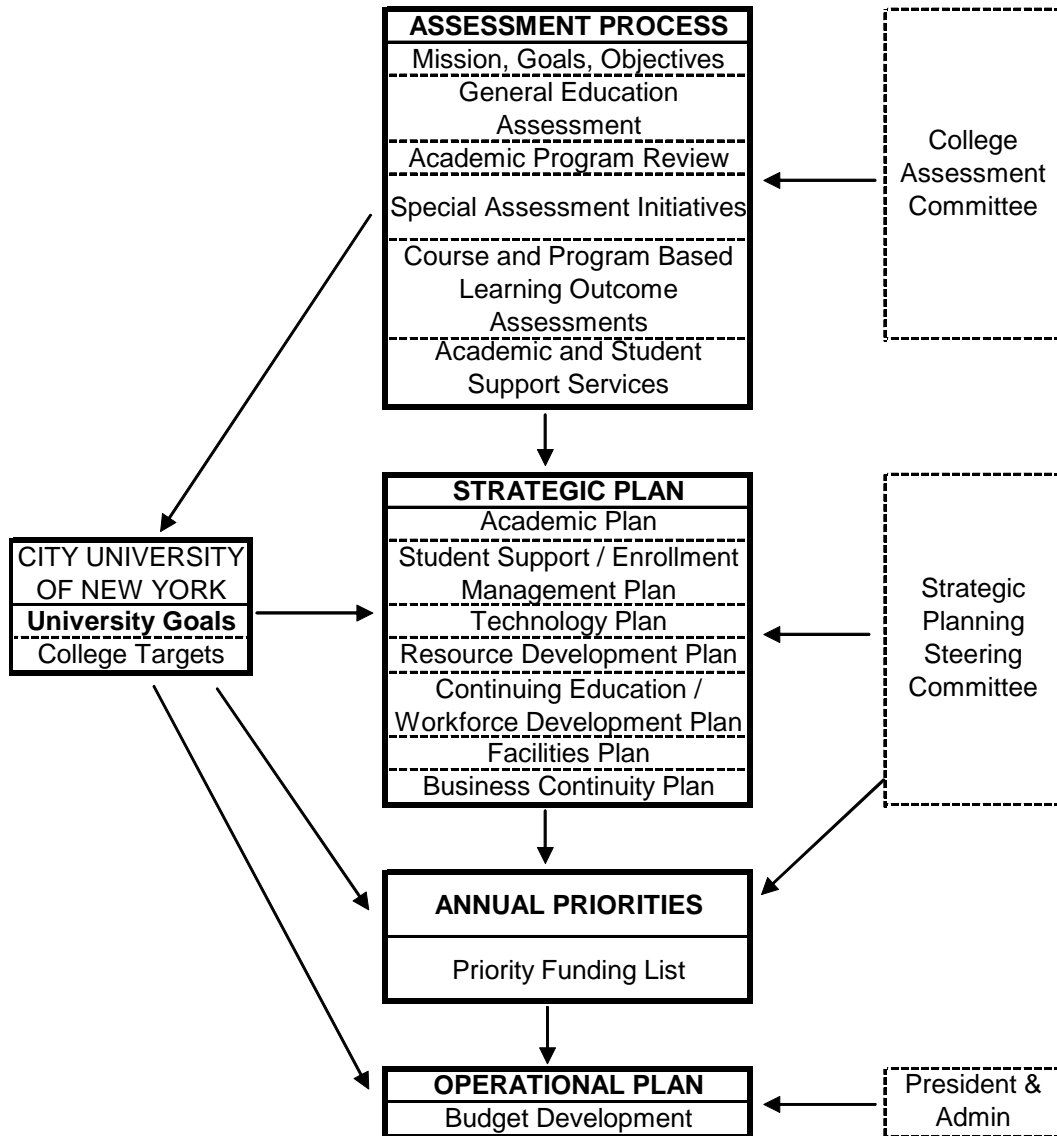 ASSESSMENT PROCESS
Mission, Goals, Objectives
General Education
Assessment
Academic Program Review
Special Assessment Initiatives
Course and Program Based
Learning Outcome
Assessments
Academic and Student
Support Services
College
Assessment
Committee
STRATEGIC PLAN
Academic Plan
Student Support / Enrollment
Management Plan
Technology Plan
Resource Development Plan
Continuing Education /
Workforce Development Plan
Facilities Plan
Business Continuity Plan
CITY UNIVERSITY
OF NEW YORK
University Goals
College Targets
Strategic
Planning
Steering
Committee
ANNUAL PRIORITIES
Priority Funding List
OPERATIONAL PLAN
Budget Development
President &
Admin